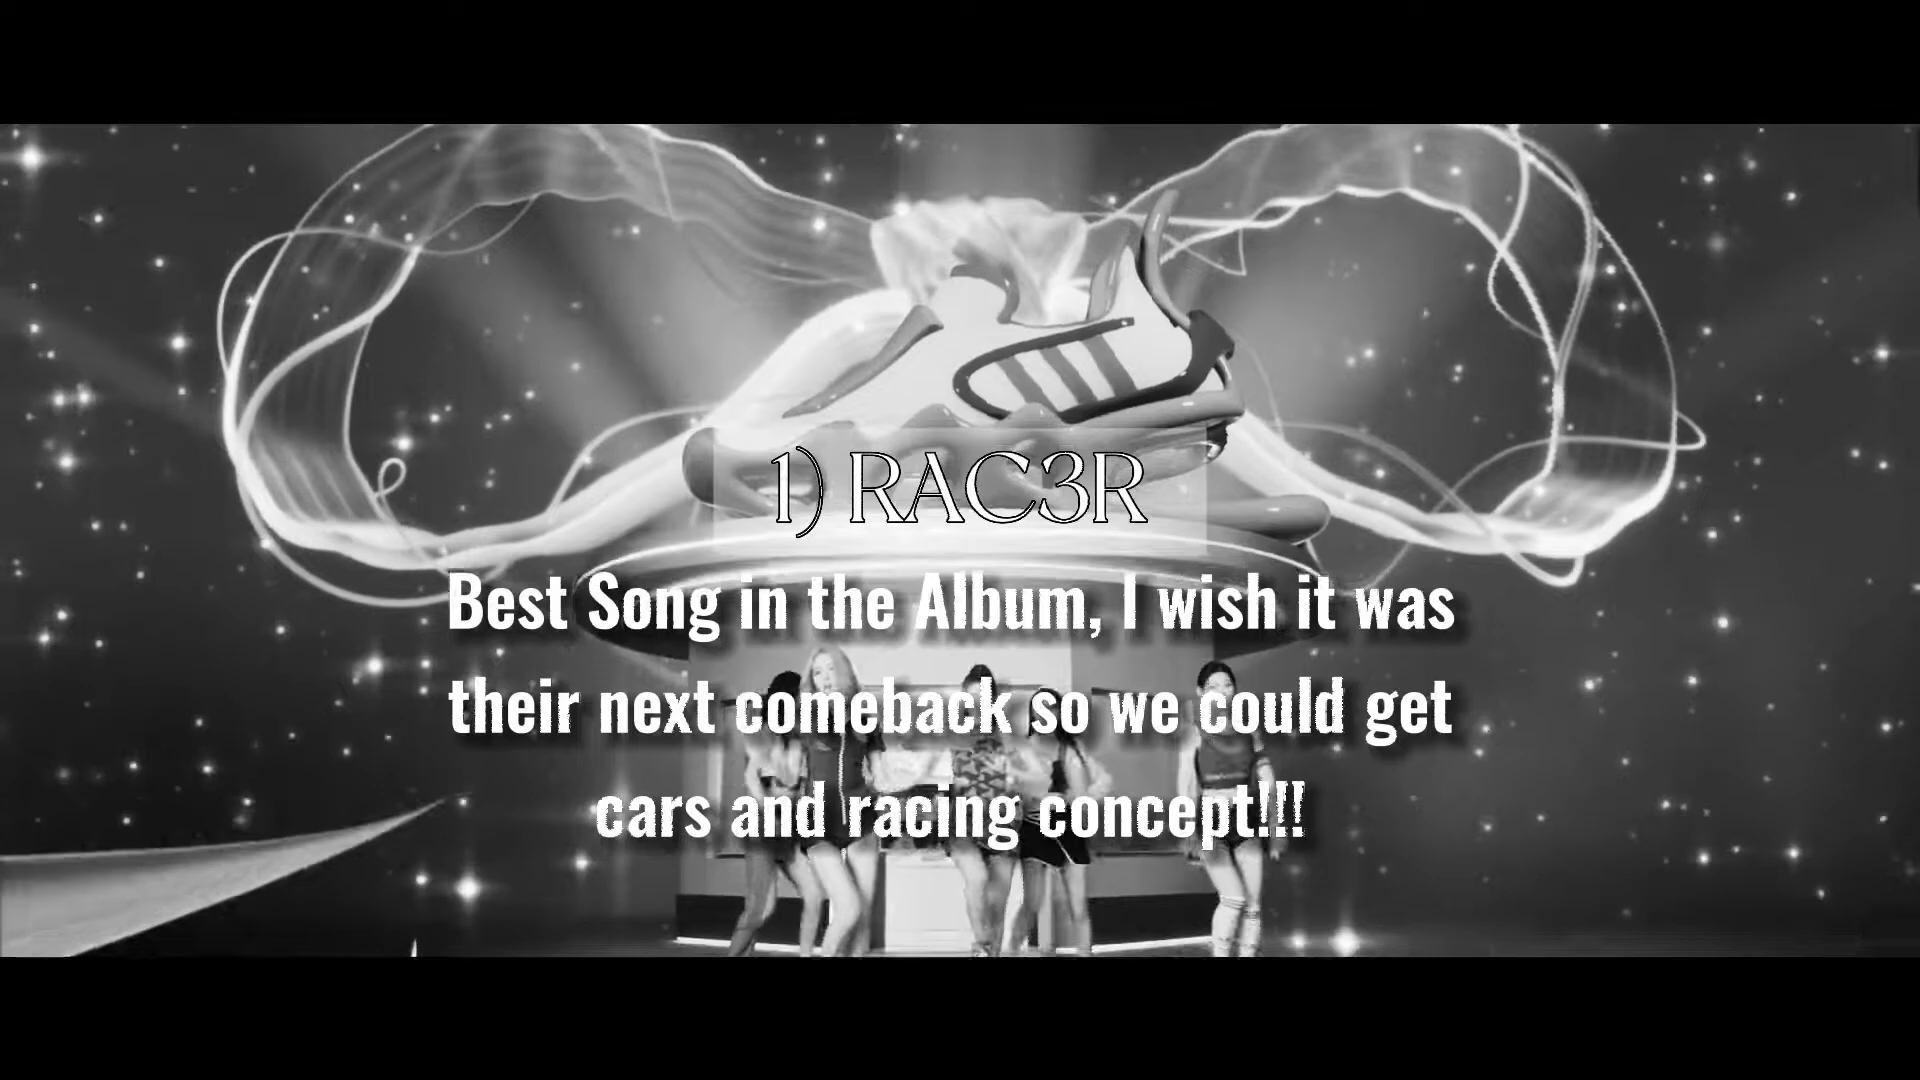 1) RAC3R
Best Song in the Album, I wish it was
their next comeback so we could get
cars and racing concept!!!